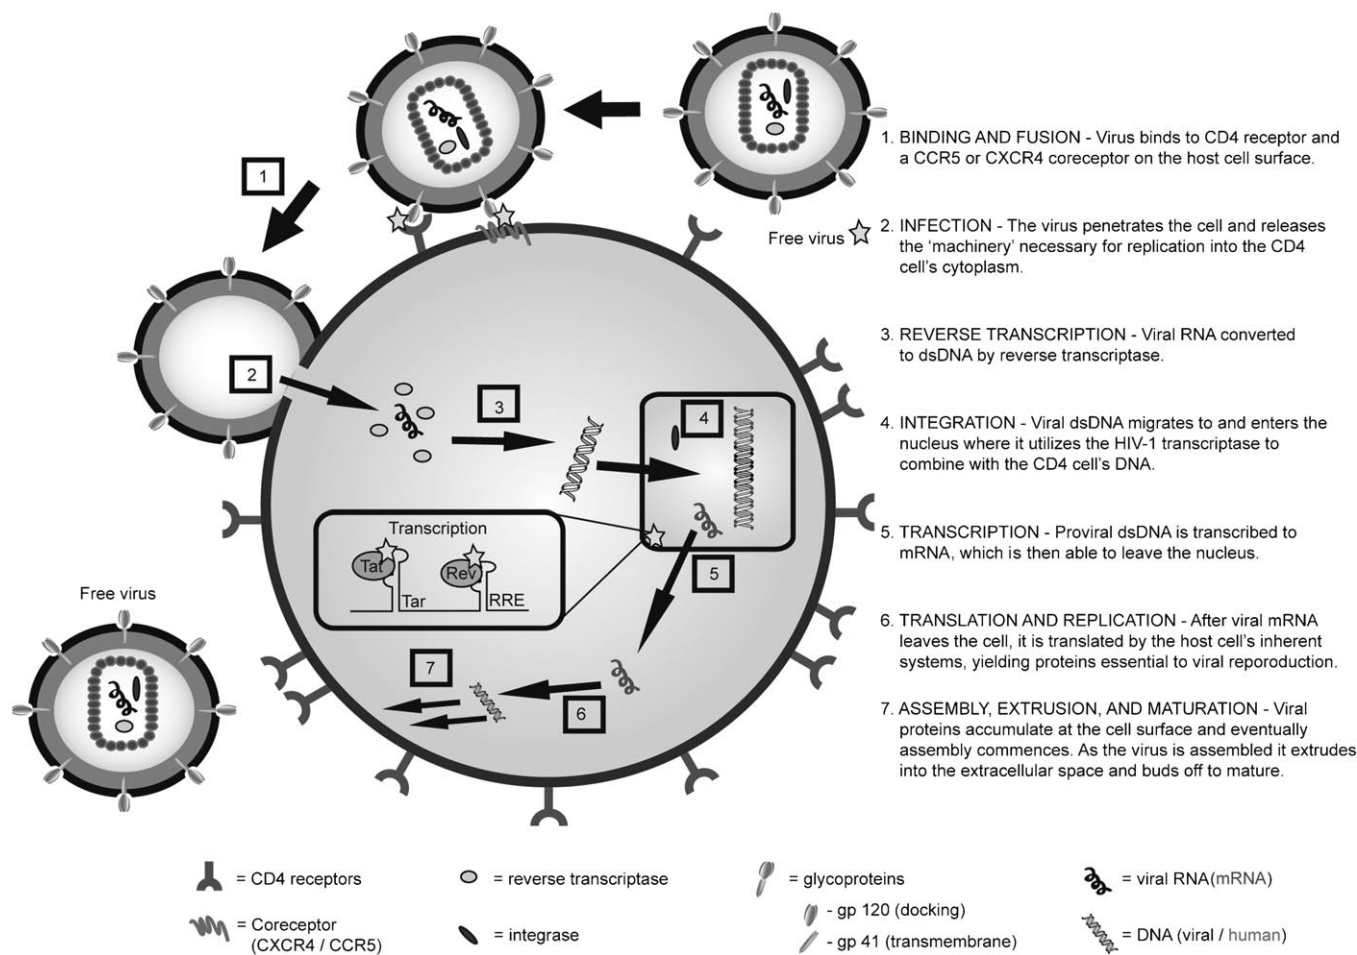 1. BINDING AND FUSION - Virus binds to CD4 receptor and
a CCR5 or CXCR4 coreceptor on the host cell surface.
1
Free virus
2. INFECTION - The virus penetrates the cell and releases
the ‘machinery’ necessary for replication into the CD4
cell’s cytoplasm.
2
3. REVERSE TRANSCRIPTION - Viral RNA converted
to dsDNA by reverse transcriptase.
3
4
4. INTEGRATION - Viral dsDNA migrates to and enters the
nucleus where it utilizes the HIV-1 transcriptase to
combine with the CD4 cell’s DNA.
Transcription
Tat
Tar
Rev
RRE
5
5. TRANSCRIPTION - Proviral dsDNA is transcribed to
mRNA, which is then able to leave the nucleus.
Free virus
6. TRANSLATION AND REPLICATION - After viral mRNA
leaves the cell, it is translated by the host cell’s inherent
systems, yielding proteins essential to viral reporoduction.
7
6
7. ASSEMBLY, EXTRUSION, AND MATURATION - Viral
proteins accumulate at the cell surface and eventually
assembly commences. As the virus is assembled it extrudes
into the extracellular space and buds off to mature.
= CD4 receptors
= Coreceptor
(CXCR4 / CCR5)
= reverse transcriptase
= integrase
= glycoproteins
- gp 120 (docking)
- gp 41 (transmembrane)
= viral RNA(mRNA)
= DNA (viral / human)